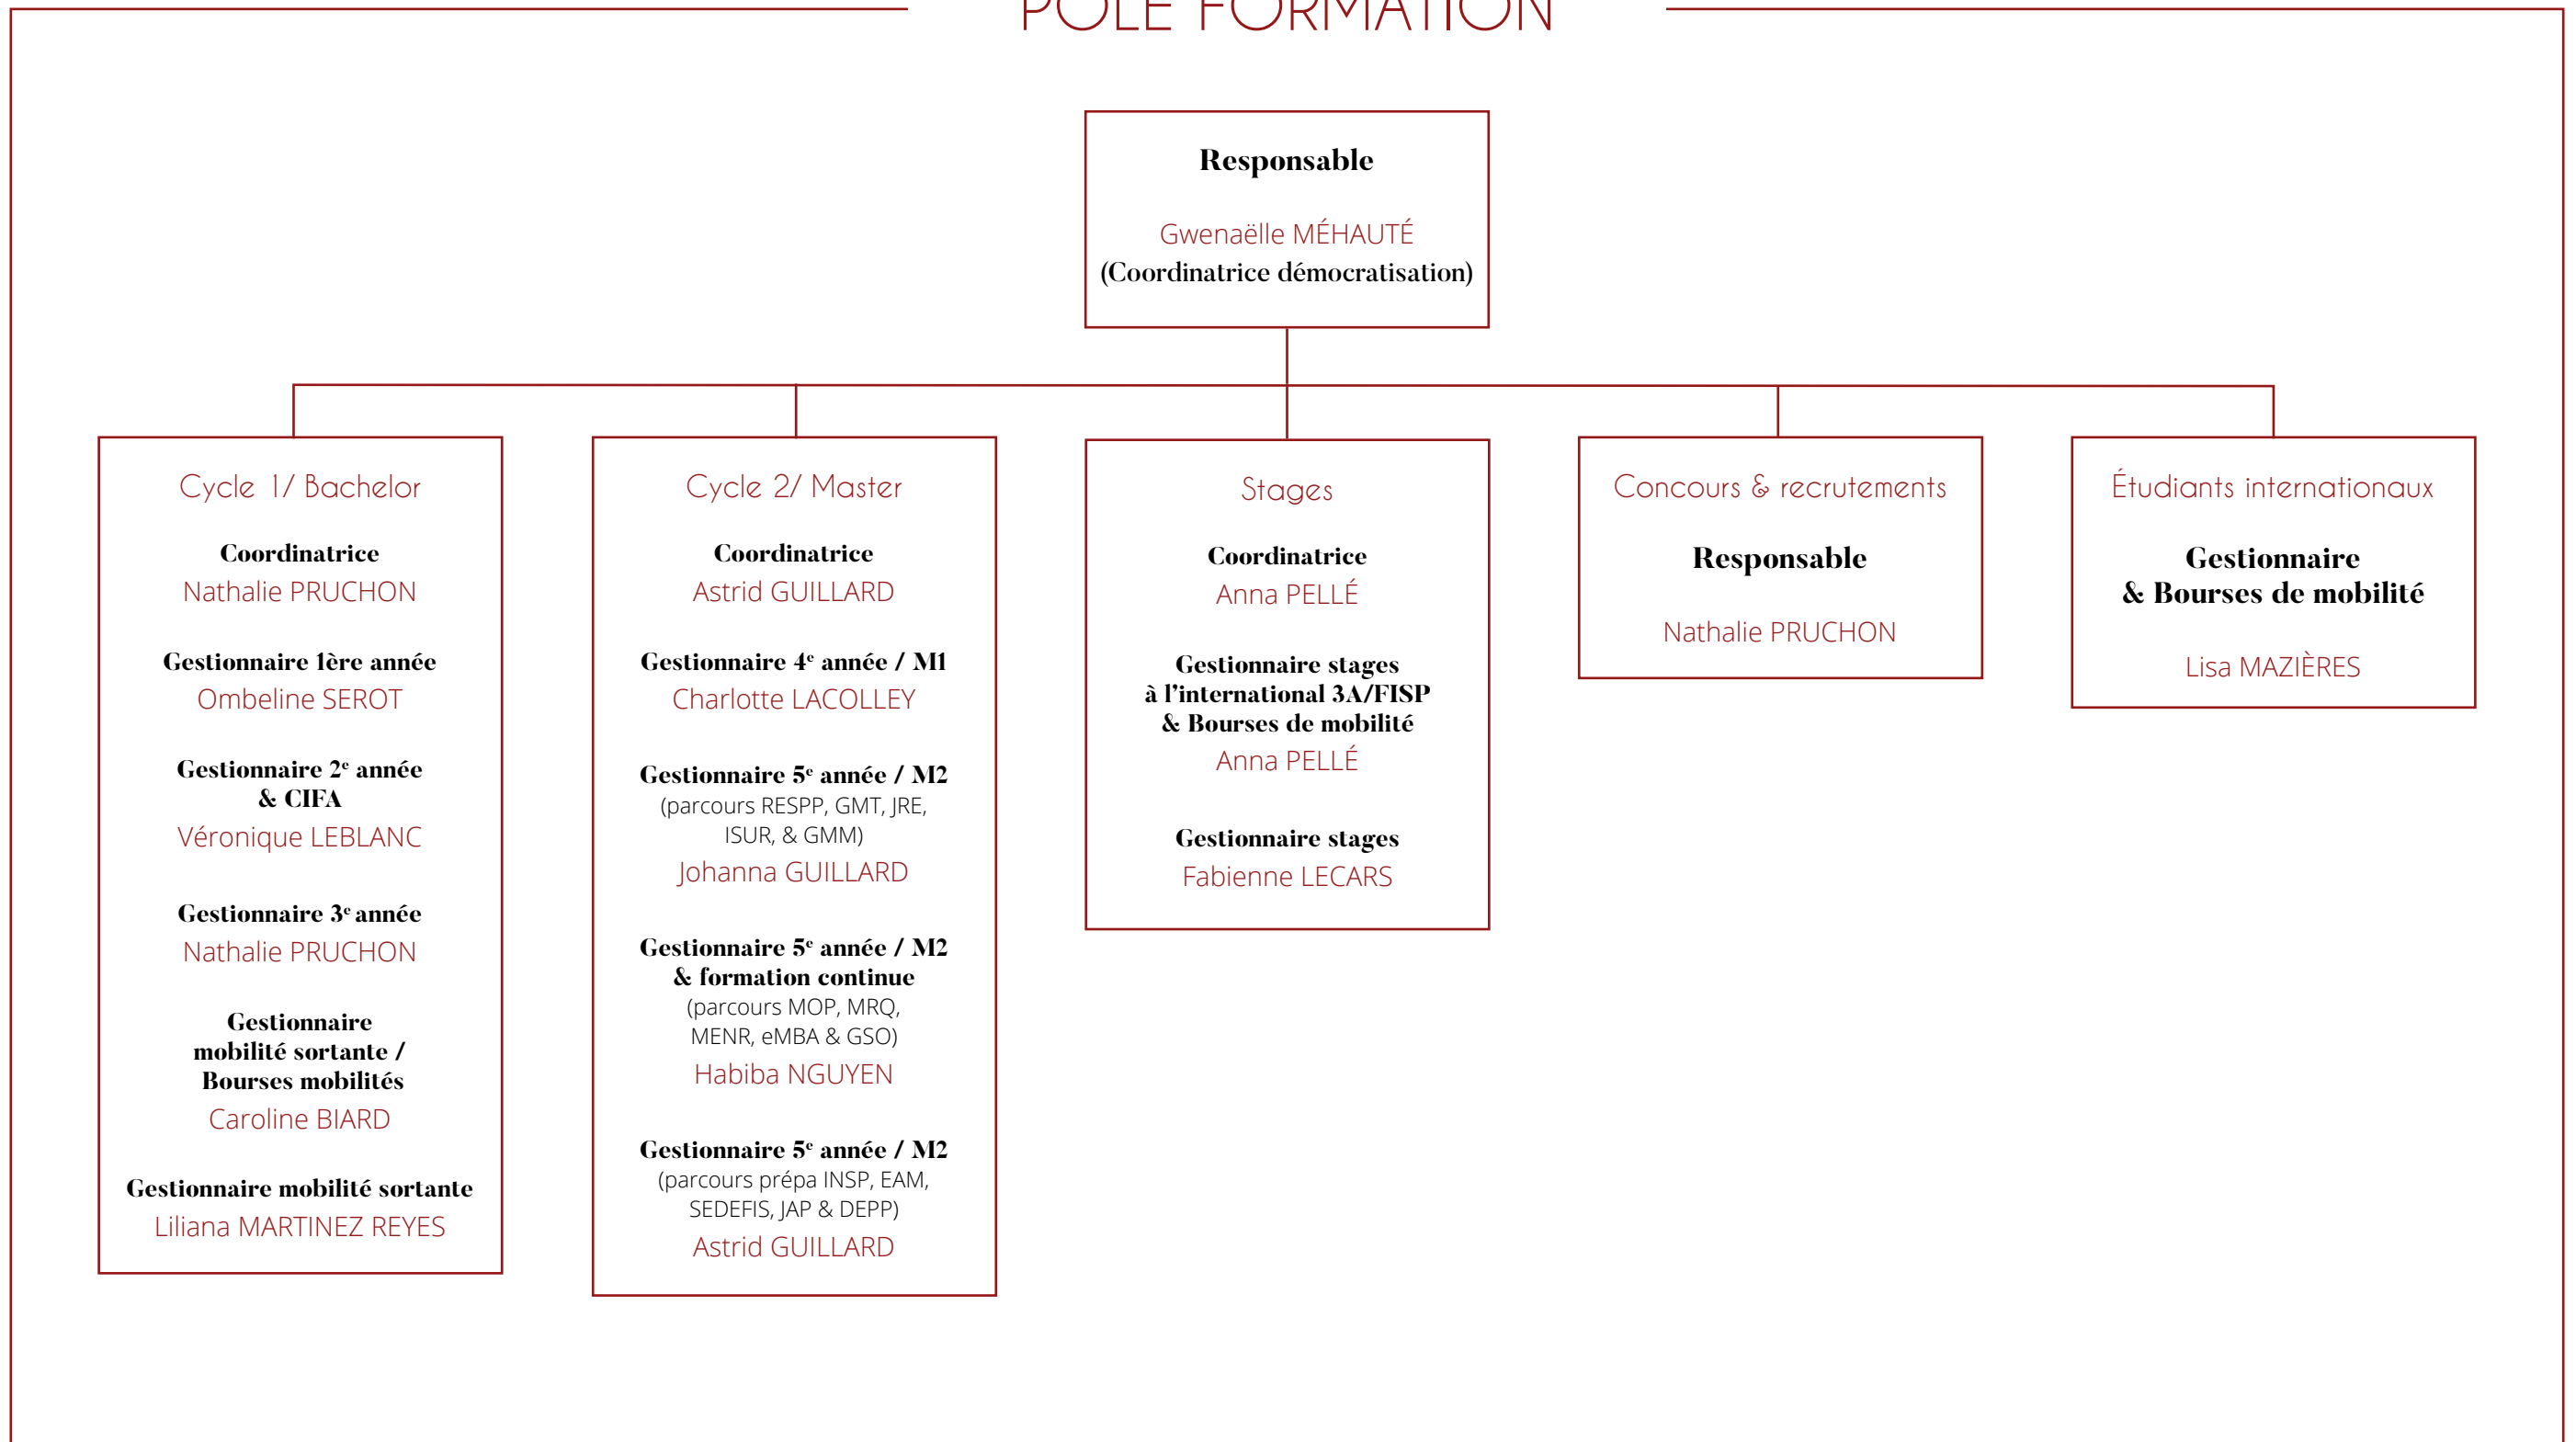 PÔLE FORMATION
Responsable
Gwenaëlle MÉHAUTÉ
(Coordinatrice démocratisation)
Cycle 1/ Bachelor
Coordinatrice
Nathalie PRUCHON
Gestionnaire 1ère année
Ombeline SEROT
Gestionnaire 2e année
& CIFA
Véronique LEBLANC
Gestionnaire 3e année
Nathalie PRUCHON
Gestionnaire
mobilité sortante /
Bourses mobilités
Caroline BIARD
Gestionnaire mobilité sortante
Liliana MARTINEZ REYES
Cycle 2/ Master
Coordinatrice
Astrid GUILLARD
Gestionnaire 4e année / M1
Charlotte LACOLLEY
Gestionnaire 5e année / M2
(parcours RESPP, GMT, JRE,
ISUR, & GMM)
Johanna GUILLARD
Gestionnaire 5e année / M2
& formation continue
(parcours MOP, MRQ,
MENR, eMBA & GSO)
Habiba NGUYEN
Gestionnaire 5e année / M2
(parcours prépa INSP, EAM,
SEDEFIS, JAP & DEPP)
Astrid GUILLARD
Stages
Coordinatrice
Anna PELLÉ
Gestionnaire stages
à l’international 3A/FISP
& Bourses de mobilité
Anna PELLÉ
Gestionnaire stages
Fabienne LECARS
Concours & recrutements
Responsable
Nathalie PRUCHON
Étudiants internationaux
Gestionnaire
& Bourses de mobilité
Lisa MAZIÈRES